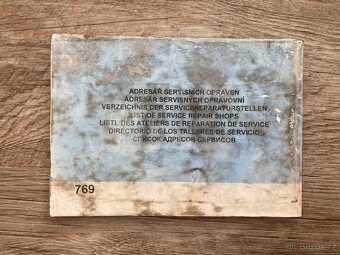 ADRESÁŘ SERVISNÍCH OPRAVEN
ADRESÁR SERVISNÝCH OPRAVOVNÍ
VERZEICHNIS DER SERVICEREPARATURSTELLEN
LIST OF SERVICE REPAIR SHOPS
LISTE DES ATELIERS DE RÉPARATION DE SERVICE
DIRECTORIO DE LOS TALLERES DE SERVICIO
СПИСОК АДРЕСОВ СЕРВИСОВ
769